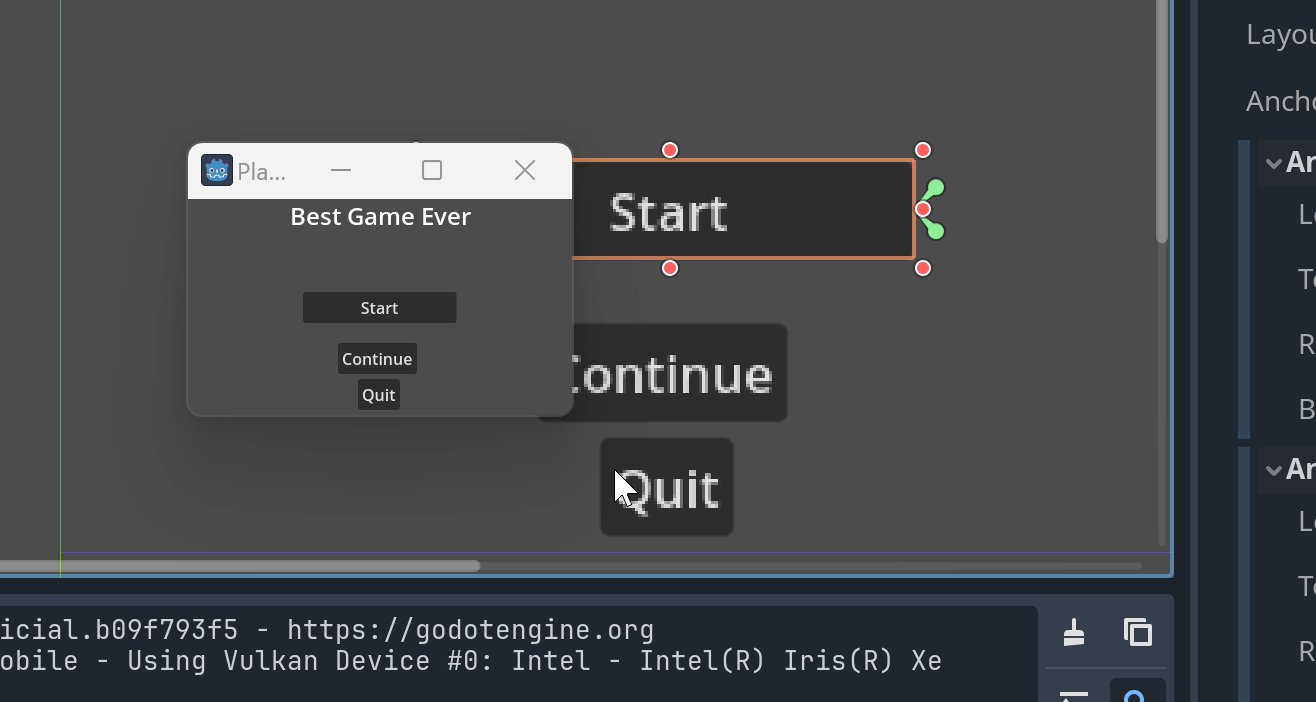 Layou
Ancho
Pla...
Best Game Ever
Start
Continue
Quit
Start
Continue
Quit
An
Le
To
R
B
An
Le
To
R
icial.b09f793f5 - https://godotengine.org
obile - Using Vulkan Device #0: Intel - Intel(R) Iris(R) Xe